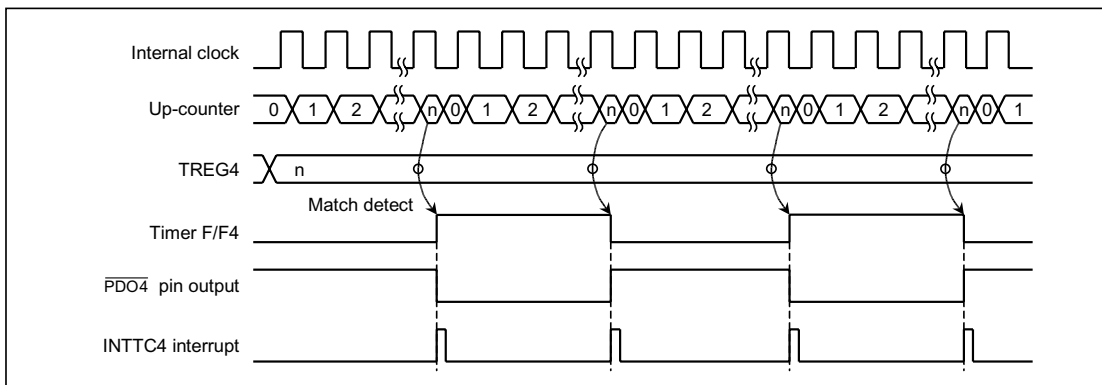 Internal clock
Up-counter 0 1 2 n 0 1 2 n 0 1 2 n 0 1 2 n 0 1
TREG4 n
Match detect
Timer F/F4
PDO4 pin output
INTTC4 interrupt